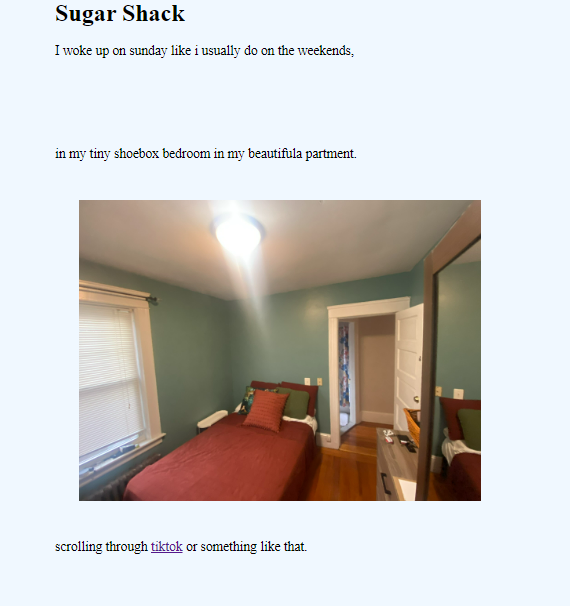 Sugar Shack
I woke up on sunday like i usually do on the weekends,
in my tiny shoebox bedroom in my beautifula partment.
scrolling through tiktok or something like that.